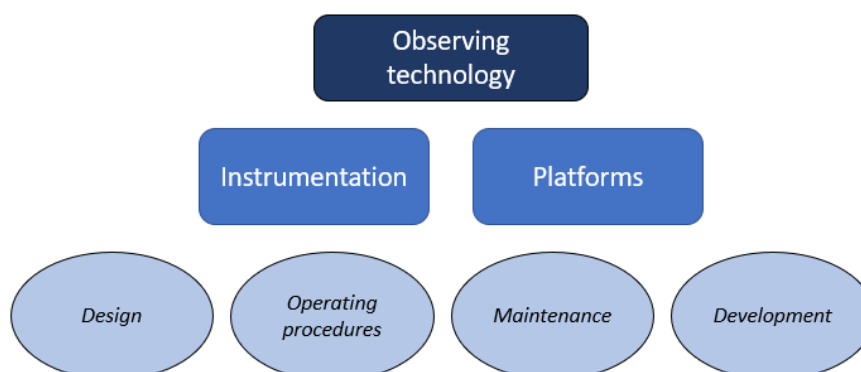 Observing
technology
Instrumentation
Platforms
Design
Operating
procedures
Maintenance
Development